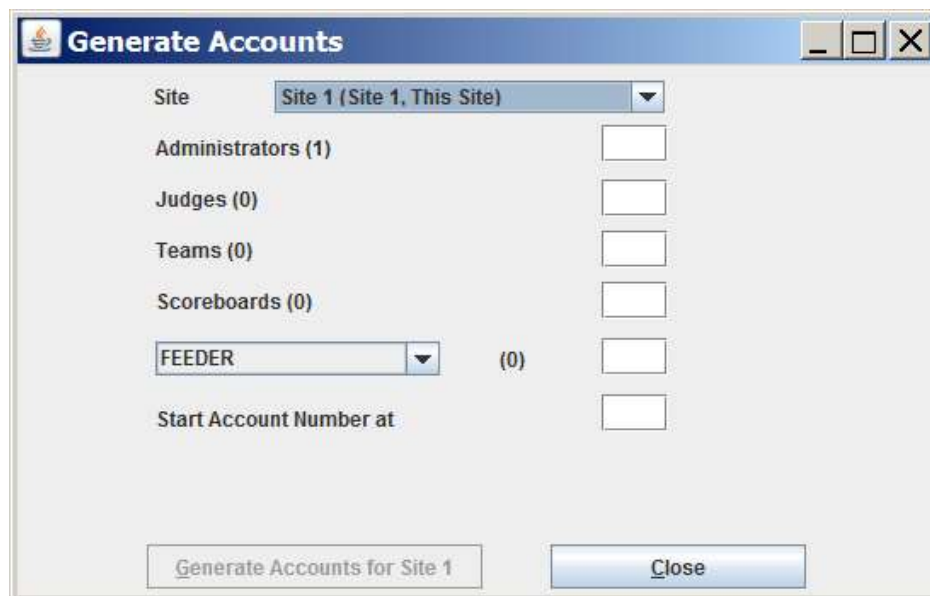 Generate Accounts
Site Site 1 (Site 1, This Site)
Administrators (1)
Judges (0)
Teams (0)
Scoreboards (0)
FEEDER (0)
Start Account Number at
Generate Accounts for Site 1 Close